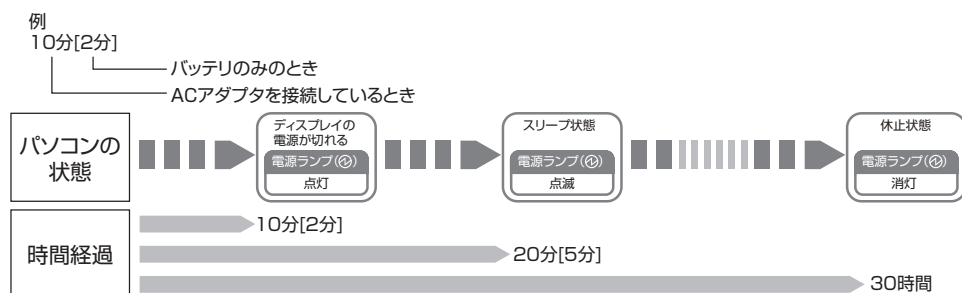 例
10分[2分]
バッテリのみのとき
ACアダプタを接続しているとき
パソコンの
状態
ディスプレイの
電源が切れる
電源ランプ()
点灯
スリープ状態
電源ランプ()
点滅
休止状態
電源ランプ()
消灯
時間経過
10分[2分]
20分[5分]
30時間